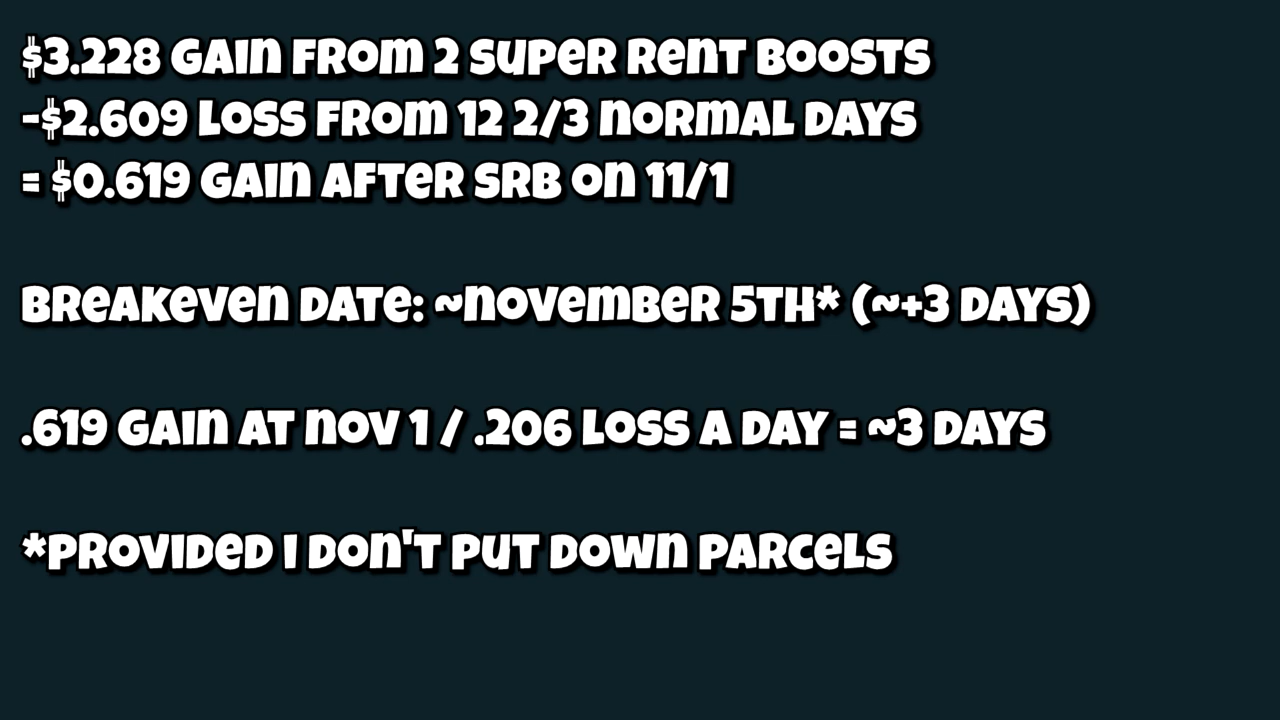 $3.228 GAIN FROM 2 SUPER RENT BOOSTS
-$2.609 LOSS FROM 12 2/3 NORMAL DAYS
= $0.619 GAIN AFTER SRB ON 11/1
BREAKEVEN DATE: ~NOVEMBER 5TH* (~+3 DAYS)
.619 GAIN AT NOV 1 / .206 LOSS A DAY = ~3 DAYS
*PROVIDED I DON'T PUT DOWN PARCELS